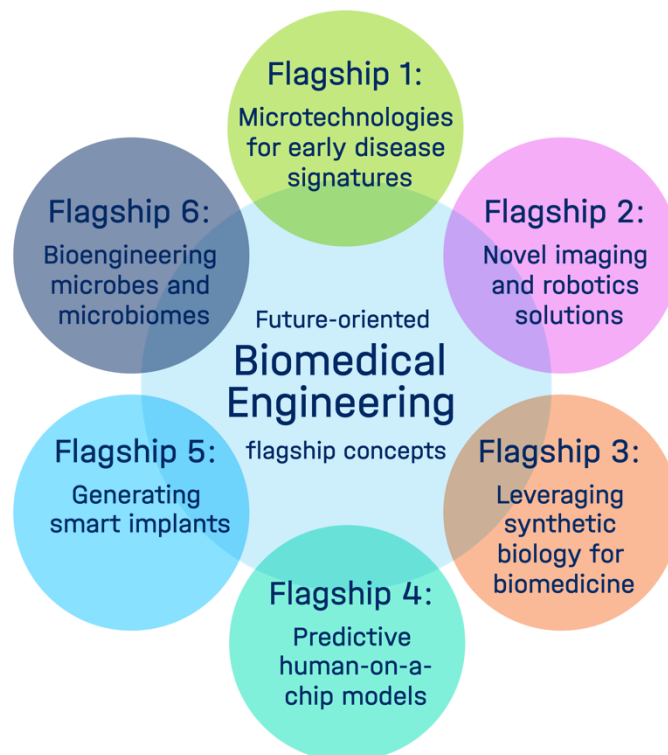 Flagship 1:
Microtechnologies
for early disease
signatures
Flagship 2:
Novel imaging
and robotics
solutions
Flagship 3:
Leveraging
synthetic
biology for
biomedicine
Flagship 4:
Predictive
human-on-a-
chip models
Flagship 5:
Generating
smart implants
Flagship 6:
Bioengineering
microbes and
microbiomes
Future-oriented
Biomedical
Engineering
flagship concepts